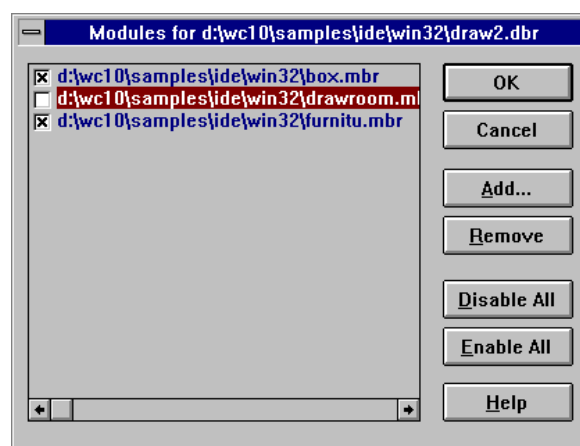 Modules for d:\wc10\samples\ide\win32\draw2.dbr
d:\wc10\samples\ide\win32\box.mbr
d:\wc10\samples\ide\win32\drawroom.ml
d:\wc10\samples\ide\win32\furnitu.mbr
OK
Cancel
Add...
Remove
Disable All
Enable All
Help